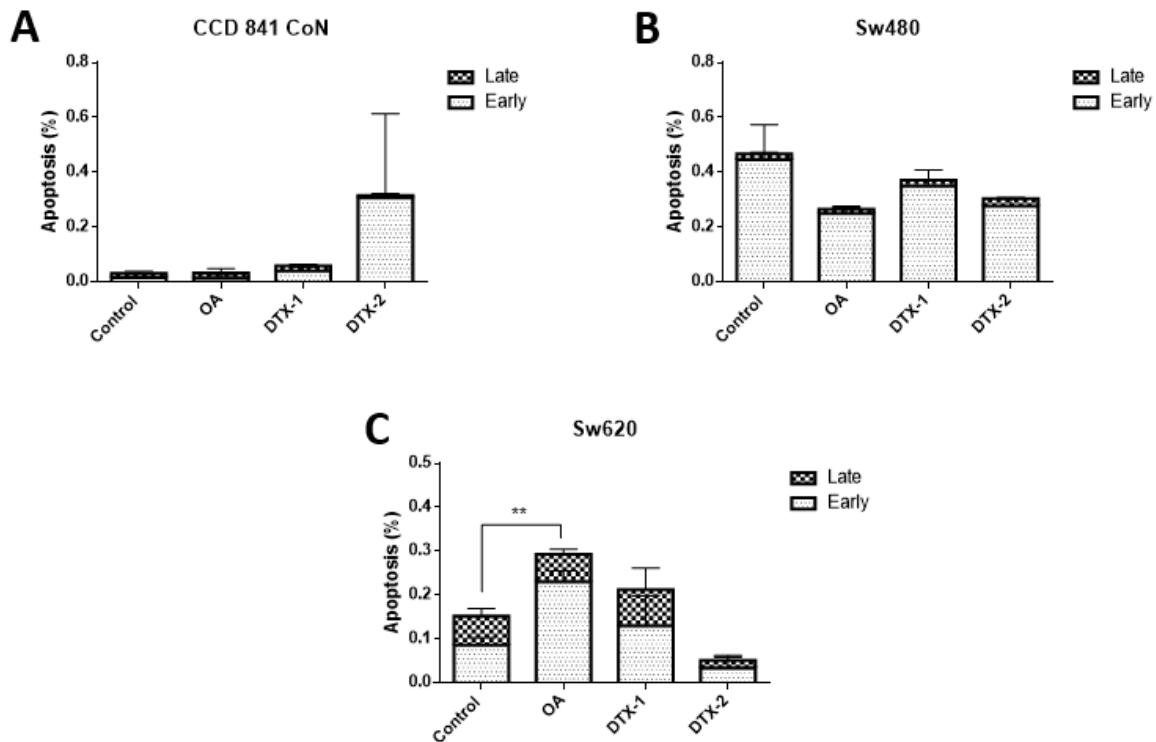 A
CCD 841 CoN
Apoptosis (%)
0.8
0.6
0.4
0.2
0.0
Late
Early
Control
OA
DTX-1
DTX-2
B
Sw480
Apoptosis (%)
0.8
0.6
0.4
0.2
0.0
Late
Early
Control
OA
DTX-1
DTX-2
C
Sw620
Apoptosis (%)
0.5
0.4
0.3
0.2
0.1
0.0
**
Late
Early
Control
OA
DTX-1
DTX-2